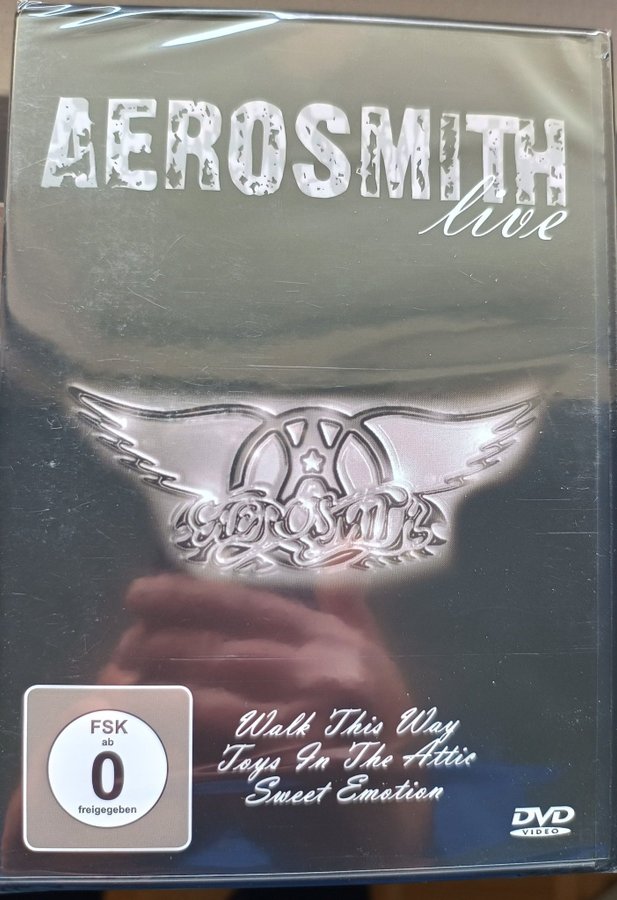 AEROSMITH
live
AEROSMITH
Walk This Way
Toys In The Attic
Sweet Emotion
FSK
ab
0
freigegeben
DVD
VIDEO